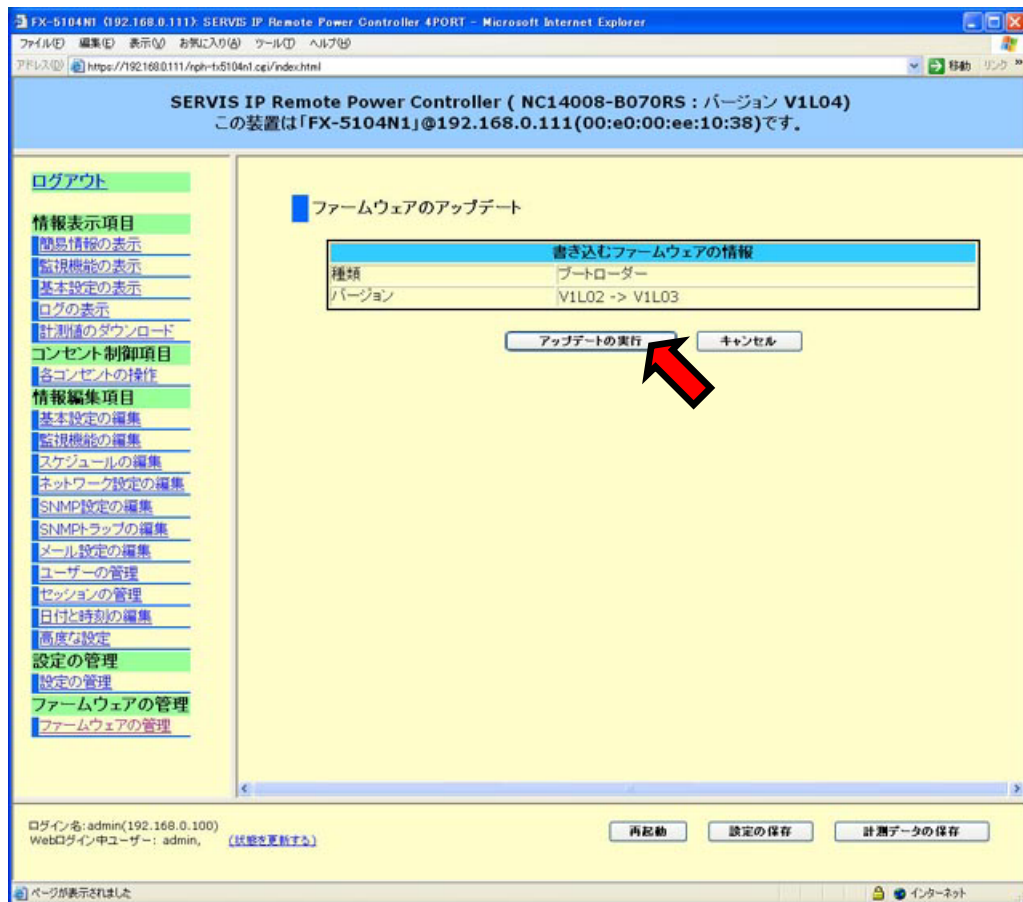 FX-5104N1 (192.168.0.111): SERVIS IP Remote Power Controller 4PORT - Microsoft Internet Explorer
ファイル(F) 編集(E) 表示(V) お気に入り(A) ツール(T) ヘルプ(H)
アドレス(D) https://192.168.0.111/nph-fx5104n1.cgi/index.html 移動 リンク »
SERVIS IP Remote Power Controller ( NC14008-B070RS : バージョン V1L04)
この装置は「FX-5104N1」@192.168.0.111(00:e0:00:ee:10:38)です.
ログアウト
情報表示項目
簡易情報の表示
監視機能の表示
基本設定の表示
ログの表示
計測値のダウンロード
コンセント制御項目
各コンセントの操作
情報編集項目
基本設定の編集
監視機能の編集
スケジュールの編集
ネットワーク設定の編集
SNMP設定の編集
SNMPトラップの編集
メール設定の編集
ユーザーの管理
セッションの管理
日付と時刻の編集
高度な設定
設定の管理
設定の管理
ファームウェアの管理
ファームウェアの管理
ファームウェアのアップデート
書き込むファームウェアの情報
種類 ブートローダー
バージョン V1L02 -> V1L03
アップデートの実行 キャンセル
ログイン名:admin(192.168.0.100)
Webログイン中ユーザー: admin, (状態を更新する)
再起動 設定の保存 計測データの保存
ページが表示されました インターネット